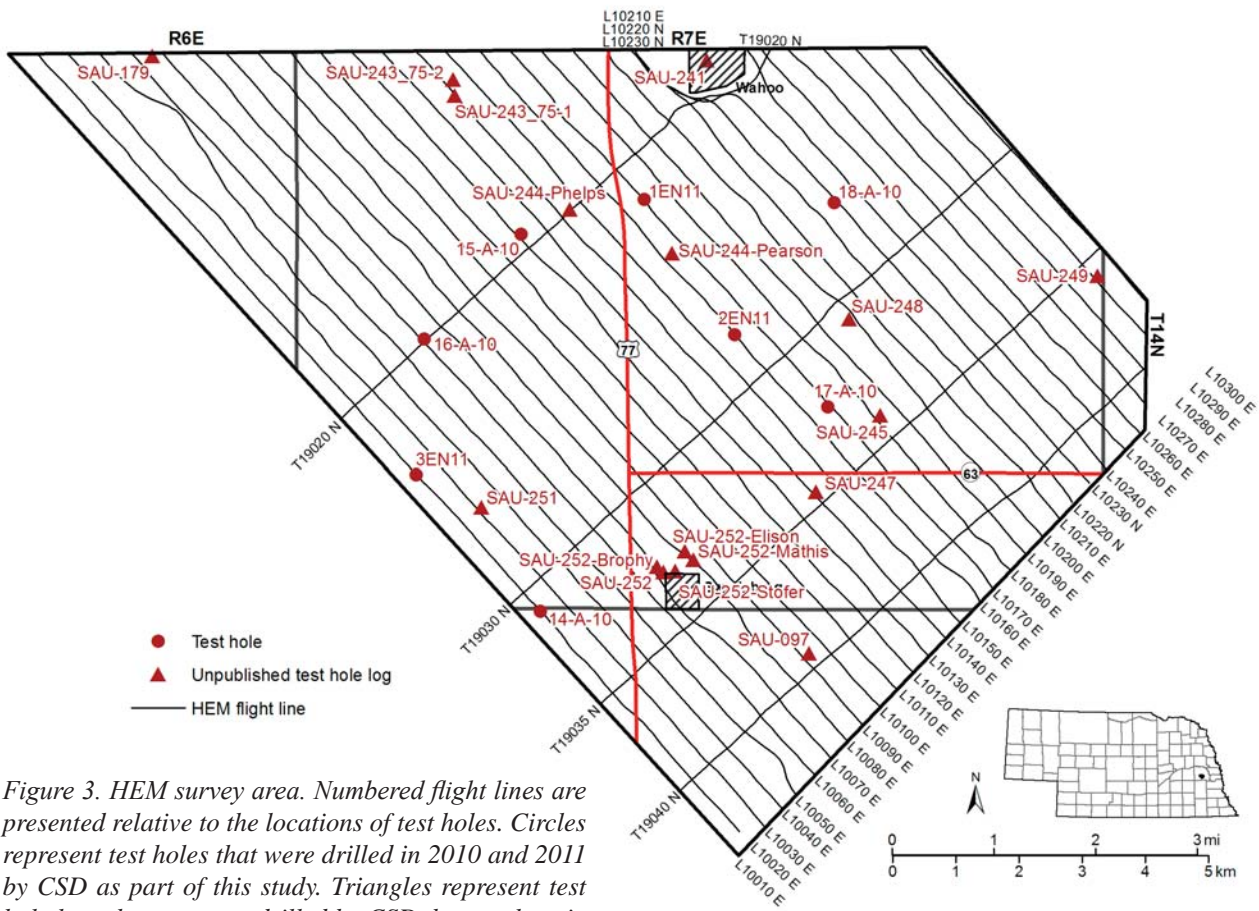 L10210 E
L10220 N
L10230 N
R6E
R7E
T19020 N
SAU-179
SAU-243_75-2
SAU-243_75-1
SAU-241
Wahoo
SAU-244-Phelps
1EN11
18-A-10
15-A-10
SAU-244-Pearson
SAU-249
SAU-248
2EN11
T14N
16-A-10
77
17-A-10
SAU-245
T19020 N
3EN11
63
SAU-247
SAU-251
SAU-252-Elison
SAU-252-Mathis
SAU-252-Brophy
SAU-252
SAU-252-Stofer
T19030 N
14-A-10
SAU-097
T19035 N
T19040 N
L10300 E
L10290 E
L10280 E
L10270 E
L10260 E
L10250 E
L10240 E
L10230 N
L10220 N
L10210 E
L10200 E
L10190 E
L10180 E
L10170 E
L10160 E
L10150 E
L10140 E
L10130 E
L10120 E
L10110 E
L10100 E
L10090 E
L10080 E
L10070 E
L10060 E
L10050 E
L10040 E
L10030 E
L10020 E
L10010 E
Test hole
Unpublished test hole log
HEM flight line
N
0 1 2 3 mi
0 1 2 3 4 5 km
Figure 3. HEM survey area. Numbered flight lines are
presented relative to the locations of test holes. Circles
represent test holes that were drilled in 2010 and 2011
by CSD as part of this study. Triangles represent test